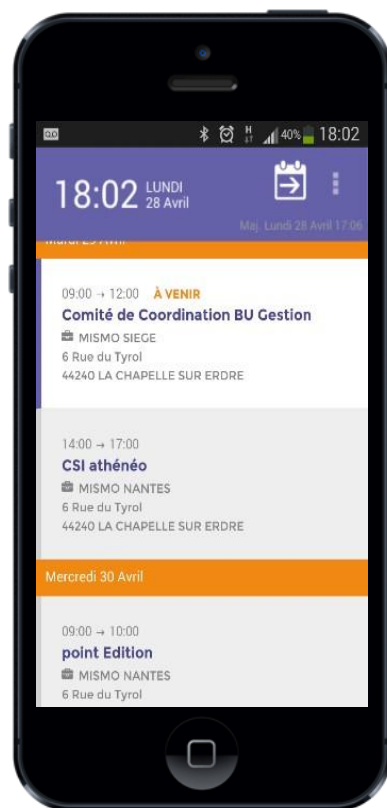 40% 18:02
18:02 LUNDI
28 Avril
Maj. Lundi 28 Avril 17:06
Mardi 29 Avril
09:00 → 12:00 À VENIR
Comité de Coordination BU Gestion
MISMO SIEGE
6 Rue du Tyrol
44240 LA CHAPELLE SUR ERDRE
14:00 → 17:00
CSI athénéo
MISMO NANTES
6 Rue du Tyrol
44240 LA CHAPELLE SUR ERDRE
Mercredi 30 Avril
09:00 → 10:00
point Edition
MISMO NANTES
6 Rue du Tyrol